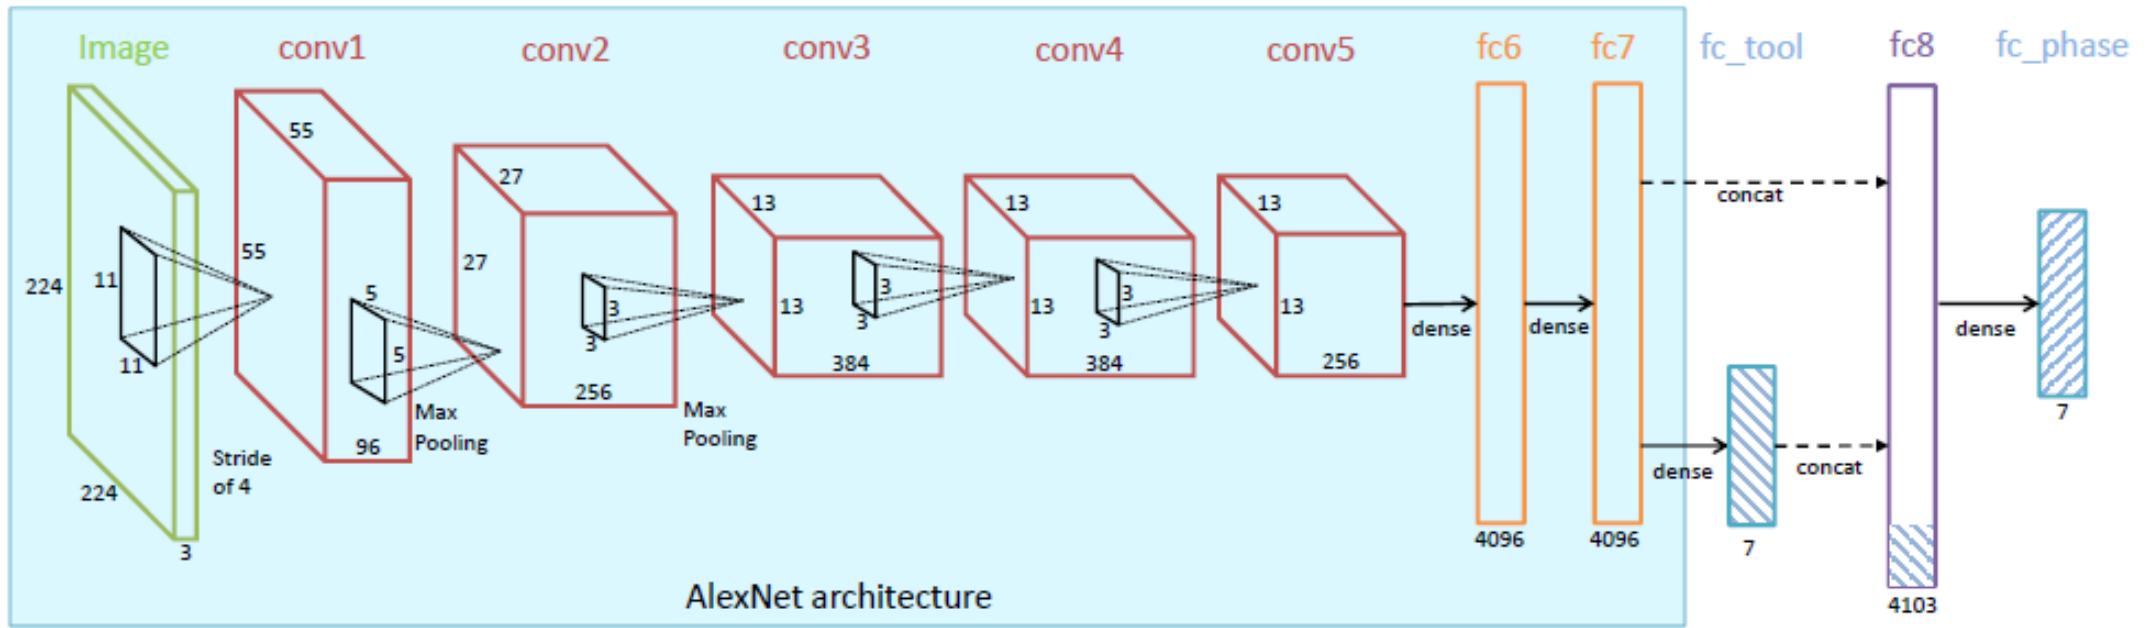 Image conv1 conv2 conv3 conv4 conv5 fc6 fc7 fc_tool fc8 fc_phase
224
224
3
11
11
Stride
of 4
55
55
96
5
5
Max
Pooling
27
27
256
3
3
Max
Pooling
13
13
384
3
3
13
13
384
3
3
13
13
256
dense
4096
dense
4096
concat
dense
7
concat
4103
dense
7
AlexNet architecture